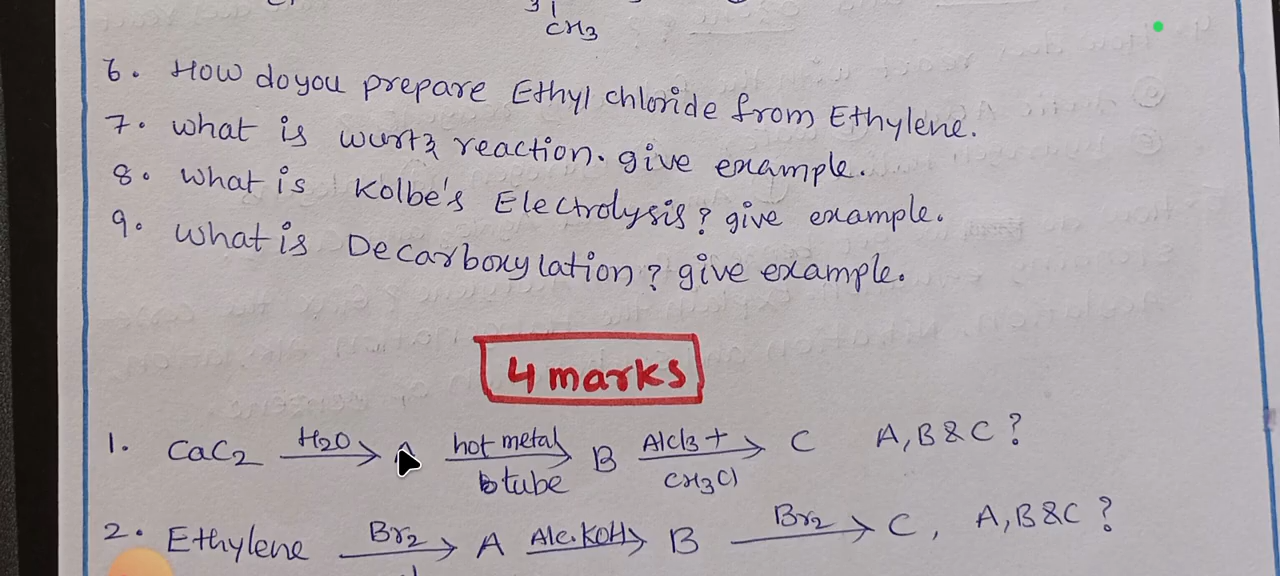 3
CH3
6. How do you prepare Ethyl chloride from Ethylene.
7. what is wurtz reaction. give example.
8. what is Kolbe's Electrolysis? give example.
9. what is Decarboxylation? give example.
4 marks
1. CaC2 H2O A hot metal tube B Alcl3 + CH3Cl C A, B & C ?
2. Ethylene Br2 A Alc.KOH B Br2 C, A, B & C ?